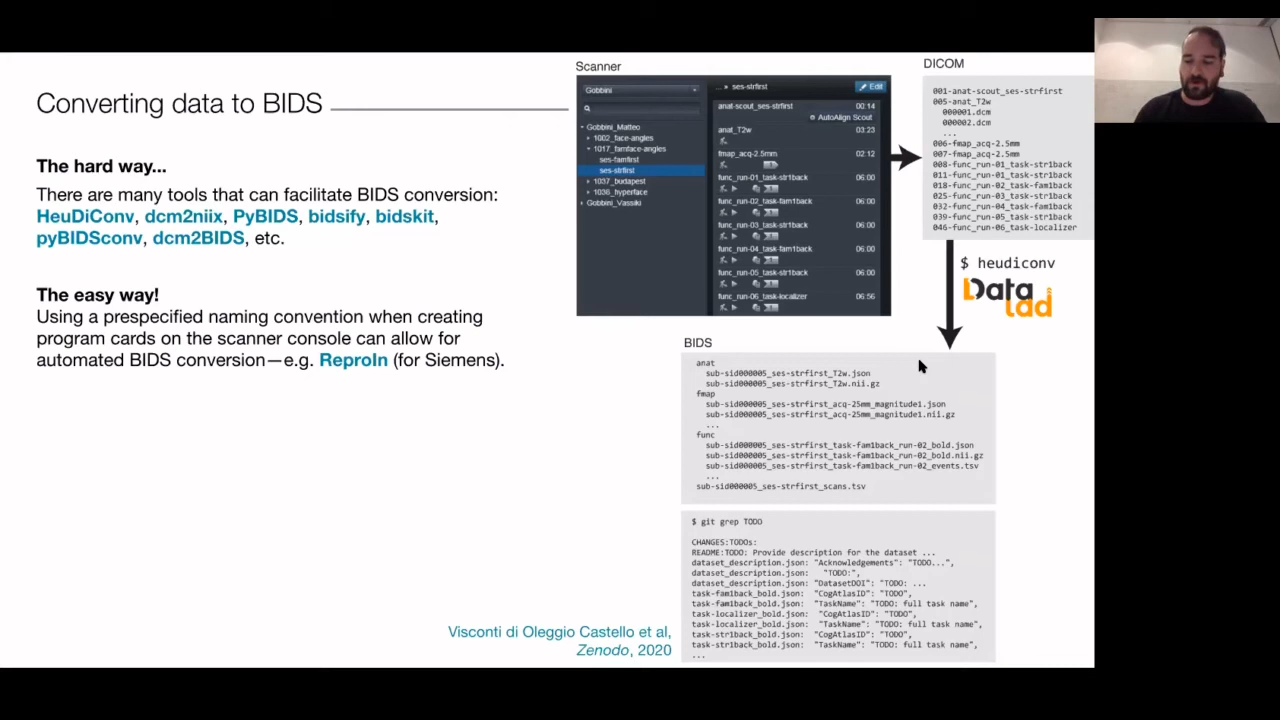 Converting data to BIDS
The hard way...
There are many tools that can facilitate BIDS conversion:
HeuDiConv, dcm2niix, PyBIDS, bidsify, bidskit,
pyBIDSconv, dcm2BIDS, etc.
The easy way!
Using a prespecified naming convention when creating
program cards on the scanner console can allow for
automated BIDS conversion—e.g. ReproIn (for Siemens).
Visconti di Oleggio Castello et al,
Zenodo, 2020
Scanner
Gobbini
Gobbini_Matteo
1002_face-angles
1017_famface-angles
ses-famfirst
ses-strfirst
1037_budapest
1036_hyperface
Gobbini_Vassiki
... » ses-strfirst Edit
anat-scout_ses-strfirst 00:14
AutoAlign Scout
anat_T2w 03:23
fmap_acq-2.5mm 02:12
func_run-01_task-str1back 06:00
func_run-02_task-fam1back 06:00
func_run-03_task-str1back 06:00
func_run-04_task-fam1back 06:00
func_run-05_task-str1back 06:00
func_run-06_task-localizer 06:56
DICOM
001-anat-scout_ses-strfirst
005-anat_T2w
000001.dcm
000002.dcm
...
006-fmap_acq-2.5mm
007-fmap_acq-2.5mm
008-func_run-01_task_str1back
011-func_run-01_task_str1back
018-func_run-02_task_fam1back
025-func_run-03_task_str1back
032-func_run-04_task_fam1back
039-func_run-05_task_str1back
046-func_run-06_task-localizer
$ heudiconv
Data
lad
BIDS
anat
sub-sid000005_ses-strfirst_T2w.json
sub-sid000005_ses-strfirst_T2w.nii.gz
fmap
sub-sid000005_ses-strfirst_acq-25mm_magnitude1.json
sub-sid000005_ses-strfirst_acq-25mm_magnitude1.nii.gz
...
func
sub-sid000005_ses-strfirst_task-fam1back_run-02_bold.json
sub-sid000005_ses-strfirst_task-fam1back_run-02_bold.nii.gz
sub-sid000005_ses-strfirst_task-fam1back_run-02_events.tsv
...
sub-sid000005_ses-strfirst_scans.tsv
$ git grep TODO
CHANGES:TODOs:
README:TODO: Provide description for the dataset ...
dataset_description.json: "Acknowledgements": "TODO...",
dataset_description.json: "TODO:",
dataset_description.json: "DatasetDOI": "TODO: ...
task-fam1back_bold.json: "CogAtlasID": "TODO",
task-fam1back_bold.json: "TaskName": "TODO: full task name",
task-localizer_bold.json: "CogAtlasID": "TODO",
task-localizer_bold.json: "TaskName": "TODO: full task name",
task-str1back_bold.json: "CogAtlasID": "TODO",
task-str1back_bold.json: "TaskName": "TODO: full task name",
...